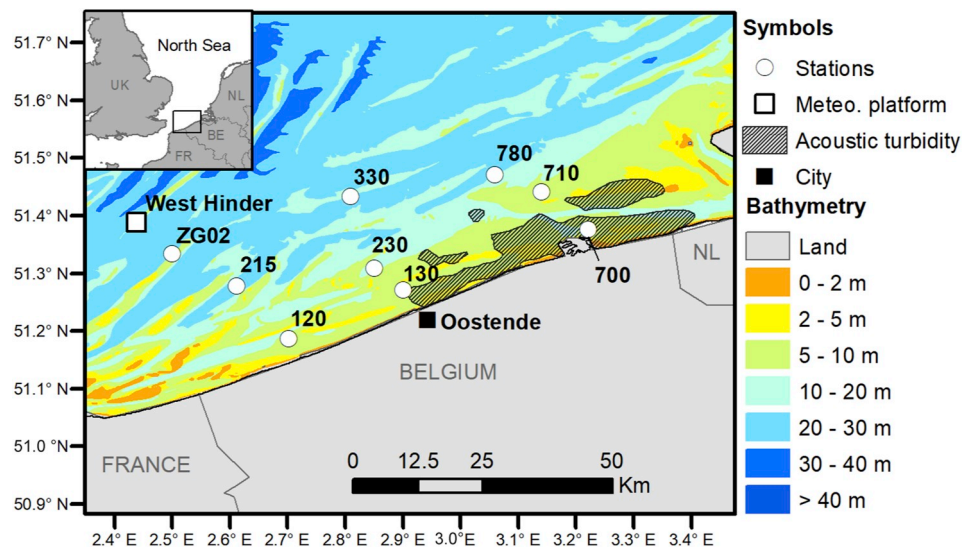 51.7° N
51.6° N
51.5° N
51.4° N
51.3° N
51.2° N
51.1° N
51.0° N
50.9° N
North Sea
UK
NL
BE
FR
780
710
330
West Hinder
ZG02
230
215
130
700
NL
120
Oostende
BELGIUM
FRANCE
0 12.5 25 50
Km
2.4° E 2.5° E 2.6° E 2.7° E 2.8° E 2.9° E 3.0° E 3.1° E 3.2° E 3.3° E 3.4° E
Symbols
Stations
Meteo. platform
Acoustic turbidity
City
Bathymetry
Land
0 - 2 m
2 - 5 m
5 - 10 m
10 - 20 m
20 - 30 m
30 - 40 m
> 40 m